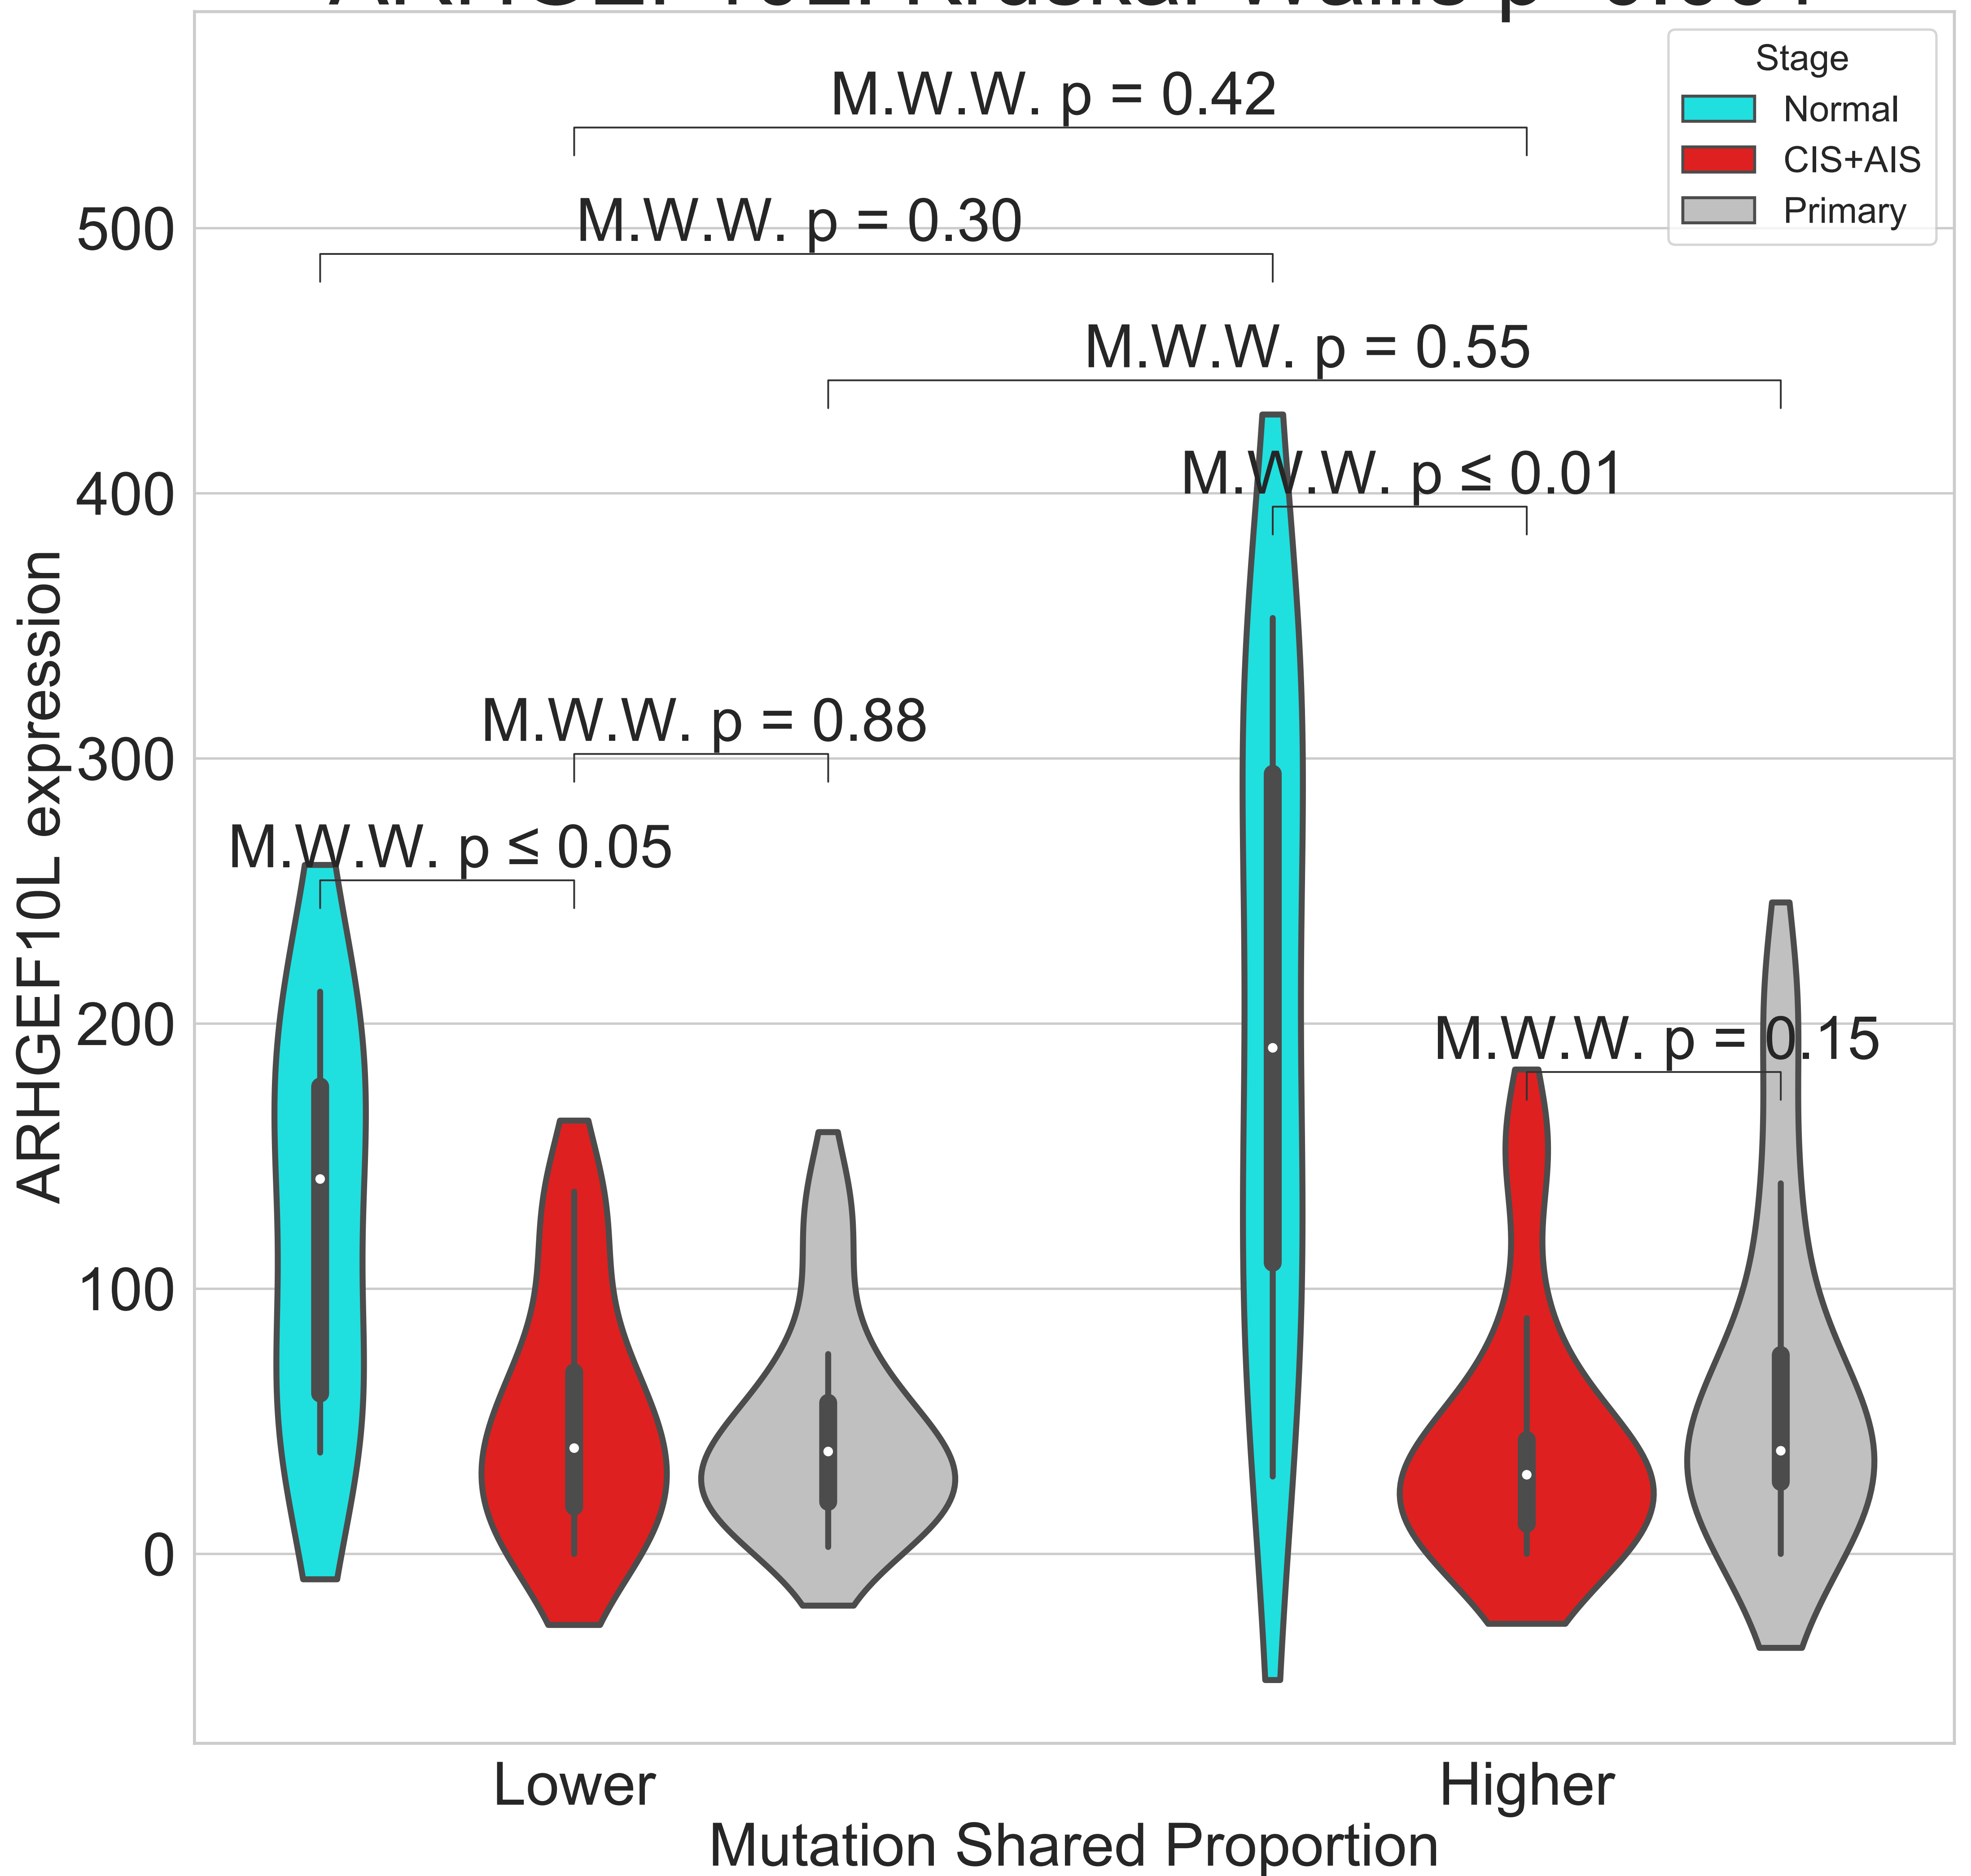 Stage
Normal
CIS+AIS
Primary
M.W.W. p = 0.42
M.W.W. p = 0.30
M.W.W. p = 0.55
M.W.W. p ≤ 0.01
M.W.W. p = 0.88
M.W.W. p ≤ 0.05
M.W.W. p = 0.15
500
400
300
200
100
0
ARHGEF10L expression
Lower
Higher
Mutation Shared Proportion